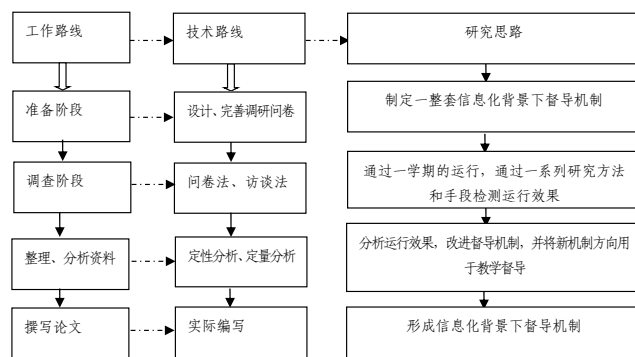 工作路线
技术路线
研究思路
准备阶段
设计、完善调研问卷
制定一整套信息化背景下督导机制
调查阶段
问卷法、访谈法
通过一学期的运行，通过一系列研究方法
和手段检测运行效果
整理、分析资料
定性分析、定量分析
分析运行效果，改进督导机制，并将新机制方向用
于教学督导
撰写论文
实际编写
形成信息化背景下督导机制